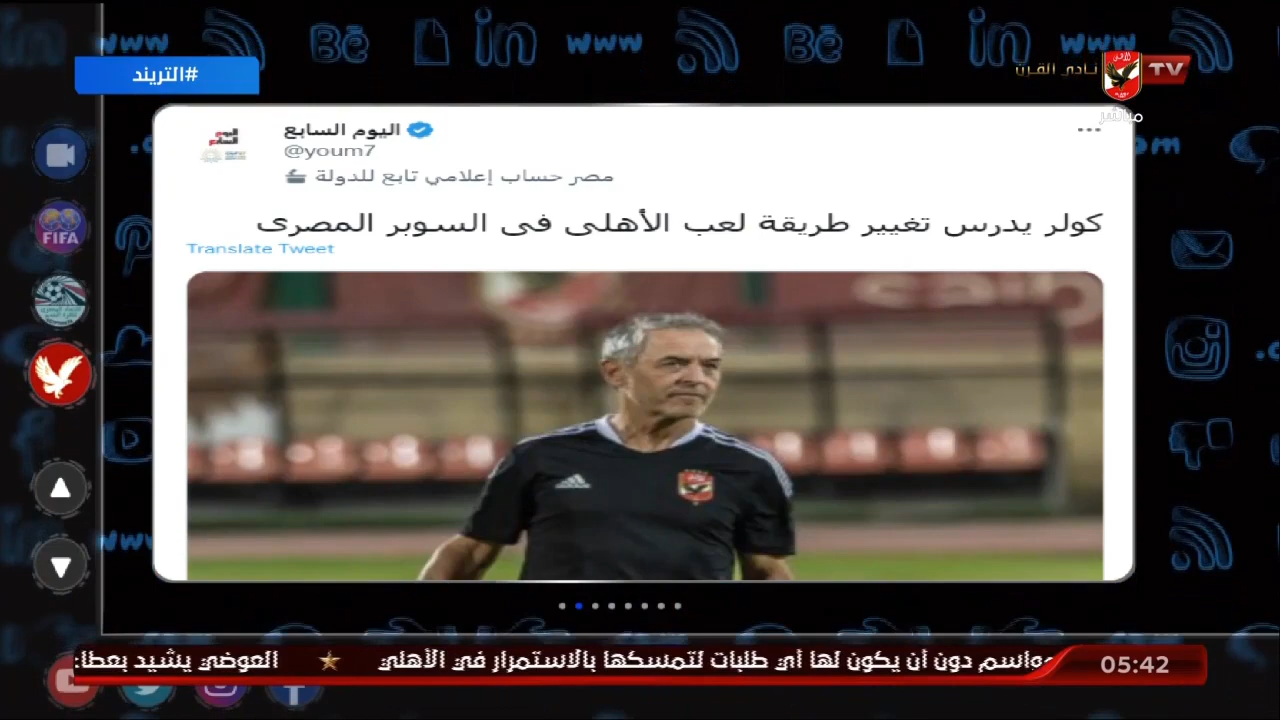 #التريند
نادي القرن
TV
مباشر
اليوم السابع
@youm7
مصر حساب إعلامي تابع للدولة
كولر يدرس تغيير طريقة لعب الأهلى فى السوبر المصرى
Translate Tweet
FIFA
دون أن يكون لها أي طلبات لتمسكها بالاستمرار في الأهلي
العوضي يشيد
05:42